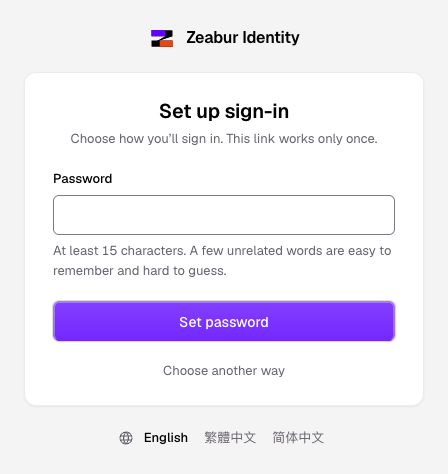 Zeabur Identity
Set up sign-in
Choose how you’ll sign in. This link works only once.
Password
At least 15 characters. A few unrelated words are easy to
remember and hard to guess.
Set password
Choose another way
English 繁體中文 简体中文